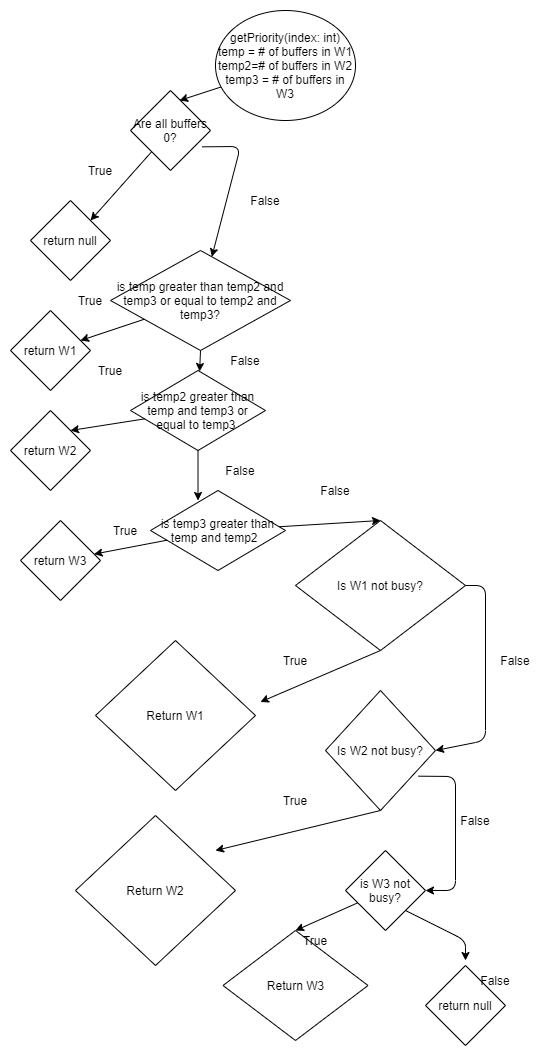 getPriority(index: int)
temp = # of buffers in W1
temp2=# of buffers in W2
temp3 = # of buffers in
W3
Are all buffers
0?
True
False
return null
is temp greater than temp2 and
temp3 or equal to temp2 and
temp3?
True
return W1
False
True
is temp2 greater than
temp and temp3 or
equal to temp3
return W2
False
False
is temp3 greater than
temp and temp2
True
return W3
Is W1 not busy?
True
False
Return W1
Is W2 not busy?
True
False
Return W2
is W3 not
busy?
True
False
Return W3
return null